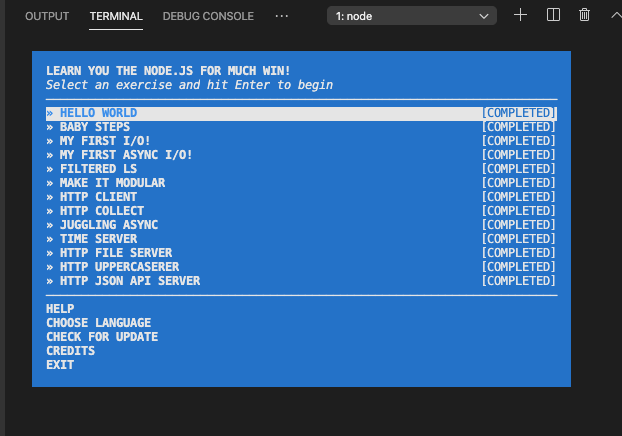 OUTPUT TERMINAL DEBUG CONSOLE ··· 1: node
LEARN YOU THE NODE.JS FOR MUCH WIN!
Select an exercise and hit Enter to begin
» HELLO WORLD [COMPLETED]
» BABY STEPS [COMPLETED]
» MY FIRST I/O! [COMPLETED]
» MY FIRST ASYNC I/O! [COMPLETED]
» FILTERED LS [COMPLETED]
» MAKE IT MODULAR [COMPLETED]
» HTTP CLIENT [COMPLETED]
» HTTP COLLECT [COMPLETED]
» JUGGLING ASYNC [COMPLETED]
» TIME SERVER [COMPLETED]
» HTTP FILE SERVER [COMPLETED]
» HTTP UPPERCASERER [COMPLETED]
» HTTP JSON API SERVER [COMPLETED]
HELP
CHOOSE LANGUAGE
CHECK FOR UPDATE
CREDITS
EXIT